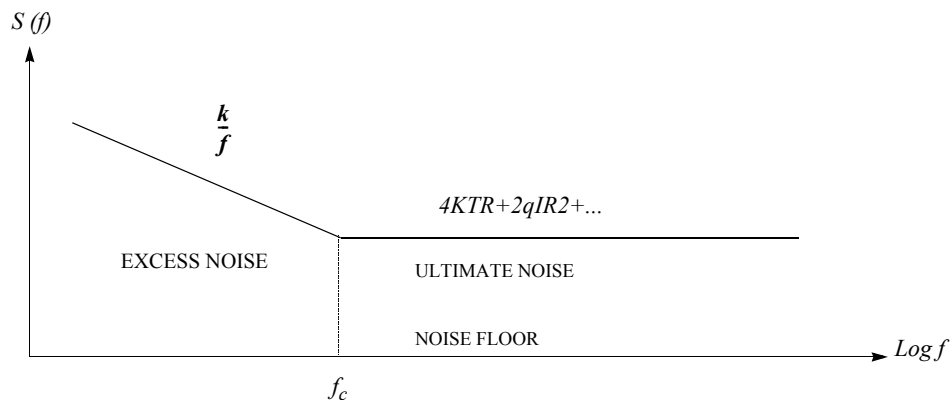 S (f)
k
f
4KTR+2qIR2+...
EXCESS NOISE
ULTIMATE NOISE
NOISE FLOOR
Log f
fc